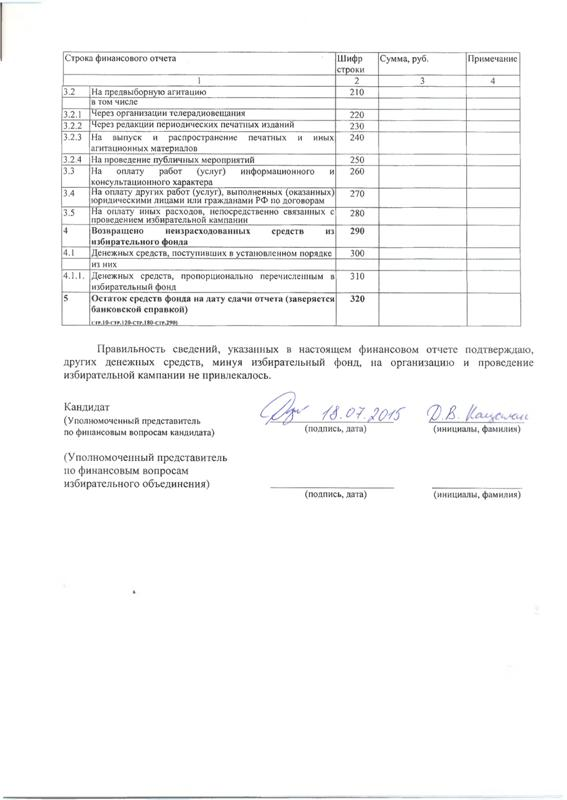 Строка финансового отчета Шифр строки Сумма, руб. Примечание
1 2 3 4
3.2 На предвыборную агитацию 210
в том числе
3.2.1 Через организации телерадиовещания 220
3.2.2 Через редакции периодических печатных изданий 230
3.2.3 На выпуск и распространение печатных и иных 240
агитационных материалов
3.2.4 На проведение публичных мероприятий 250
3.3 На оплату работ (услуг) информационного и 260
консультационного характера
3.4 На оплату других работ (услуг), выполненных (оказанных) 270
юридическими лицами или гражданами РФ по договорам
3.5 На оплату иных расходов, непосредственно связанных с 280
проведением избирательной кампании
4 Возвращено неизрасходованных средств из 290
избирательного фонда
4.1 Денежных средств, поступивших в установленном порядке 300
из них
4.1.1. Денежных средств, пропорционально перечисленным в 310
избирательный фонд
5 Остаток средств фонда на дату сдачи отчета (заверяется 320
банковской справкой)
(стр.10-стр.120-стр.180-стр.290)
Правильность сведений, указанных в настоящем финансовом отчете подтверждаю,
других денежных средств, минуя избирательный фонд, на организацию и проведение
избирательной кампании не привлекалось.
Кандидат 18.07.2015 Д.В.
(Уполномоченный представитель (подпись, дата) (инициалы, фамилия)
по финансовым вопросам кандидата)
(Уполномоченный представитель
по финансовым вопросам
избирательного объединения)
(подпись, дата) (инициалы, фамилия)